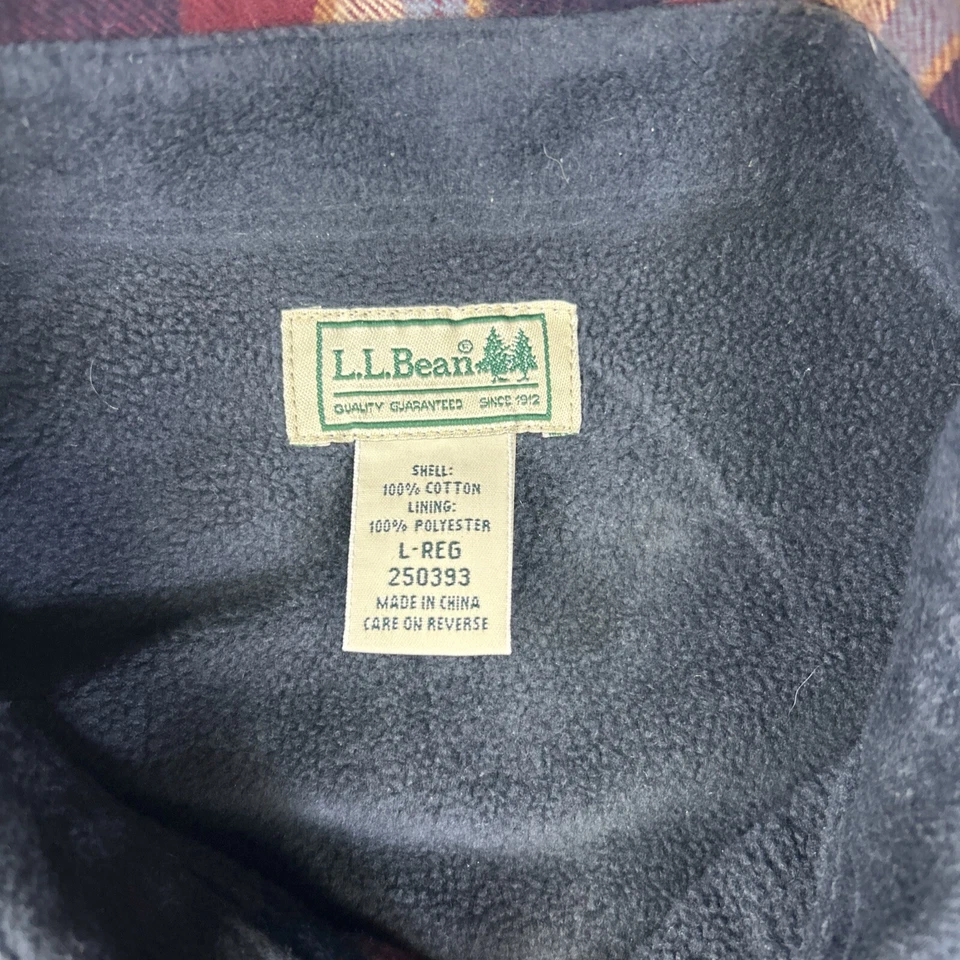 L.L.Bean®
QUALITY GUARANTEED SINCE 1912
SHELL:
100% COTTON
LINING:
100% POLYESTER
L-REG
250393
MADE IN CHINA
CARE ON REVERSE